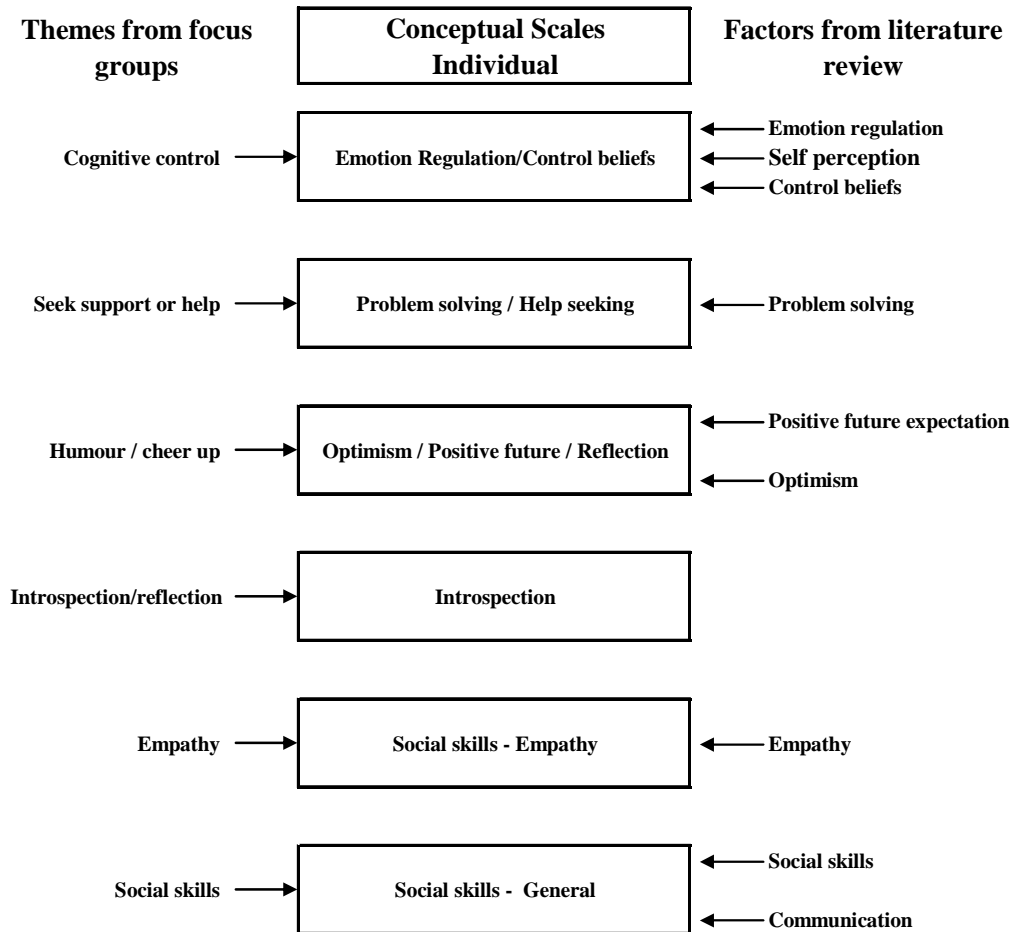 Themes from focus
groups
Conceptual Scales
Individual
Factors from literature
review
Cognitive control
Emotion Regulation/Control beliefs
Emotion regulation
Self perception
Control beliefs
Seek support or help
Problem solving / Help seeking
Problem solving
Humour / cheer up
Optimism / Positive future / Reflection
Positive future expectation
Optimism
Introspection/reflection
Introspection
Empathy
Social skills - Empathy
Empathy
Social skills
Social skills - General
Social skills
Communication